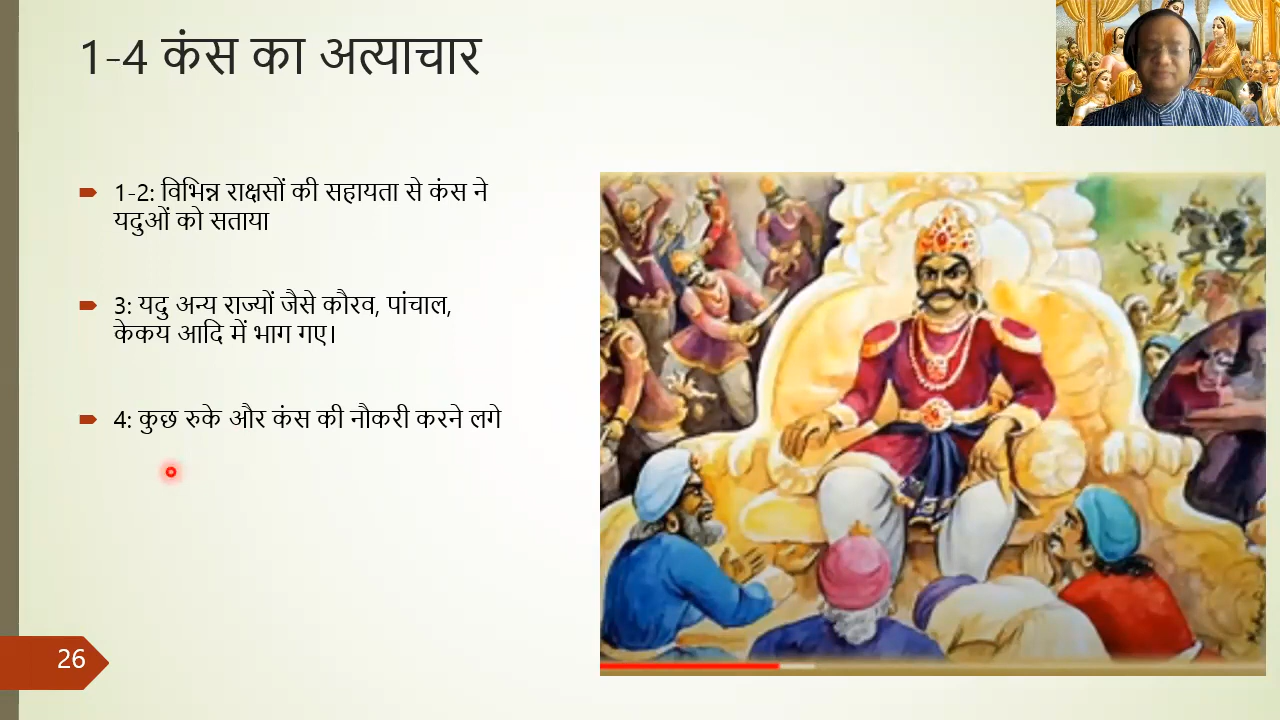 1-4 कंस का अत्याचार
1-2: विभिन्न राक्षसों की सहायता से कंस ने
यदुओं को सताया
3: यदु अन्य राज्यों जैसे कौरव, पांचाल,
केकय आदि में भाग गए।
4: कुछ रुके और कंस की नौकरी करने लगे
26